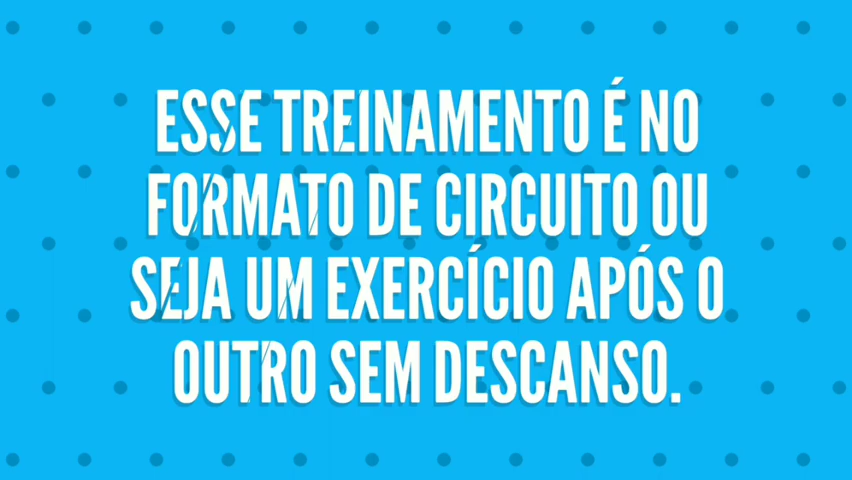 ESSE TREINAMENTO É NO
FORMATO DE CIRCUITO OU
SEJA UM EXERCÍCIO APÓS O
OUTRO SEM DESCANSO.